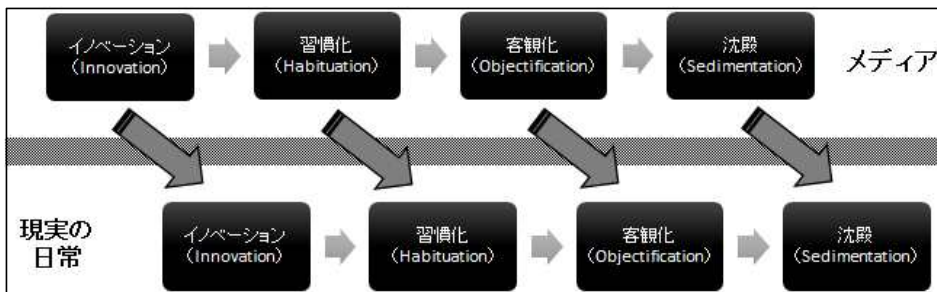 イノベーション
（Innovation）
習慣化
（Habituation）
客観化
（Objectification）
沈殿
（Sedimentation）
メディア
現実の
日常
イノベーション
（Innovation）
習慣化
（Habituation）
客観化
（Objectification）
沈殿
（Sedimentation）